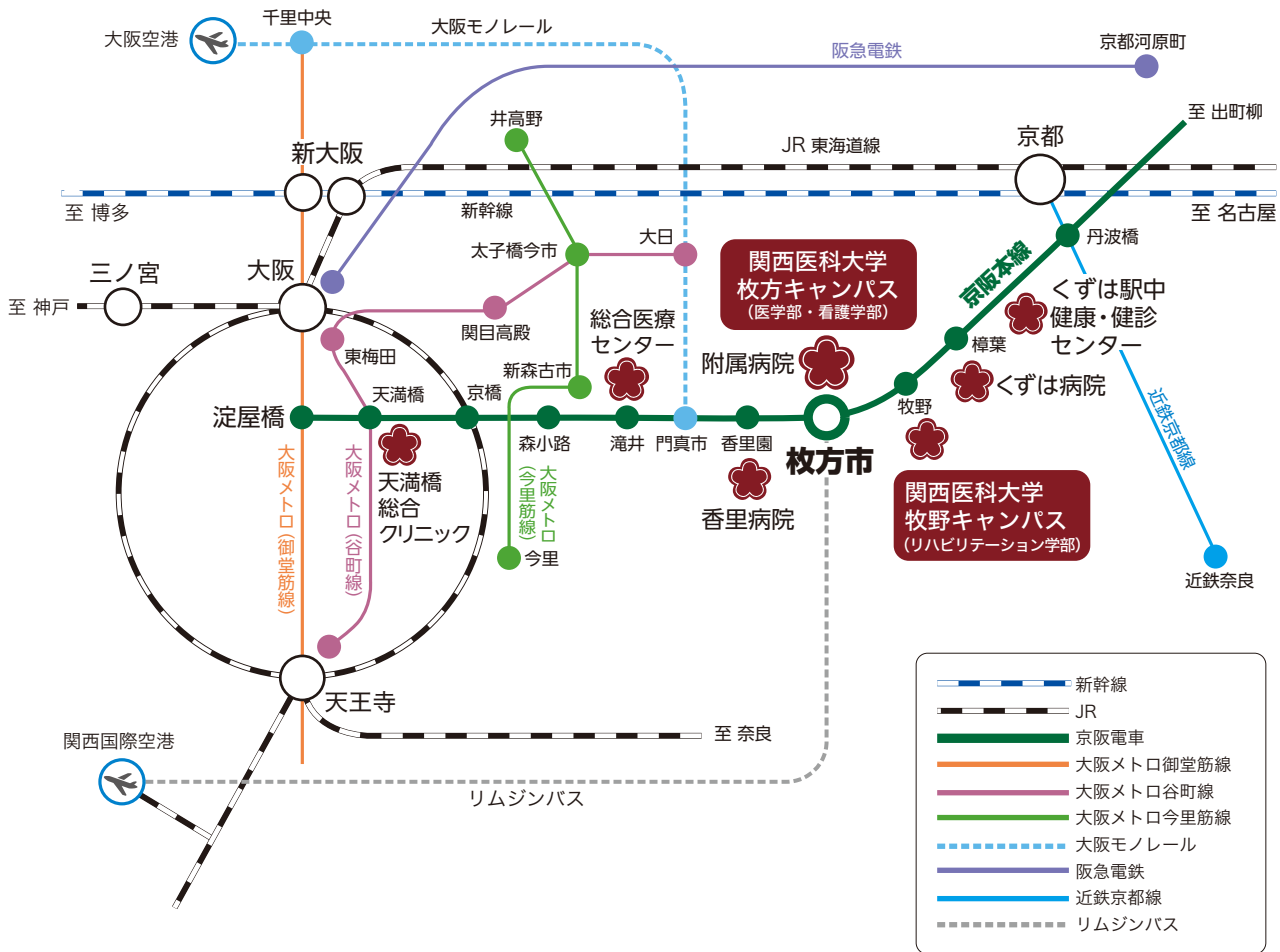 千里中央
大阪モノレール
大阪空港
阪急電鉄
京都河原町
井高野
至 出町柳
新大阪
JR 東海道線
京都
至 博多
新幹線
至 名古屋
太子橋今市
大日
丹波橋
関西医科大学
枚方キャンパス
(医学部・看護学部)
京阪本線
三ノ宮
大阪
至 神戸
関目高殿
総合医療
センター
くずは駅中
健康・健診
センター
東梅田
新森古市
附属病院
樟葉
くずは病院
淀屋橋
天満橋
京橋
森小路
滝井
門真市
香里園
枚方市
牧野
近鉄京都線
大阪メトロ(御堂筋線)
大阪メトロ(谷町線)
天満橋
総合
クリニック
大阪メトロ
(今里筋線)
香里病院
関西医科大学
牧野キャンパス
(リハビリテーション学部)
今里
近鉄奈良
天王寺
至 奈良
関西国際空港
リムジンバス
新幹線
JR
京阪電車
大阪メトロ御堂筋線
大阪メトロ谷町線
大阪メトロ今里筋線
大阪モノレール
阪急電鉄
近鉄京都線
リムジンバス